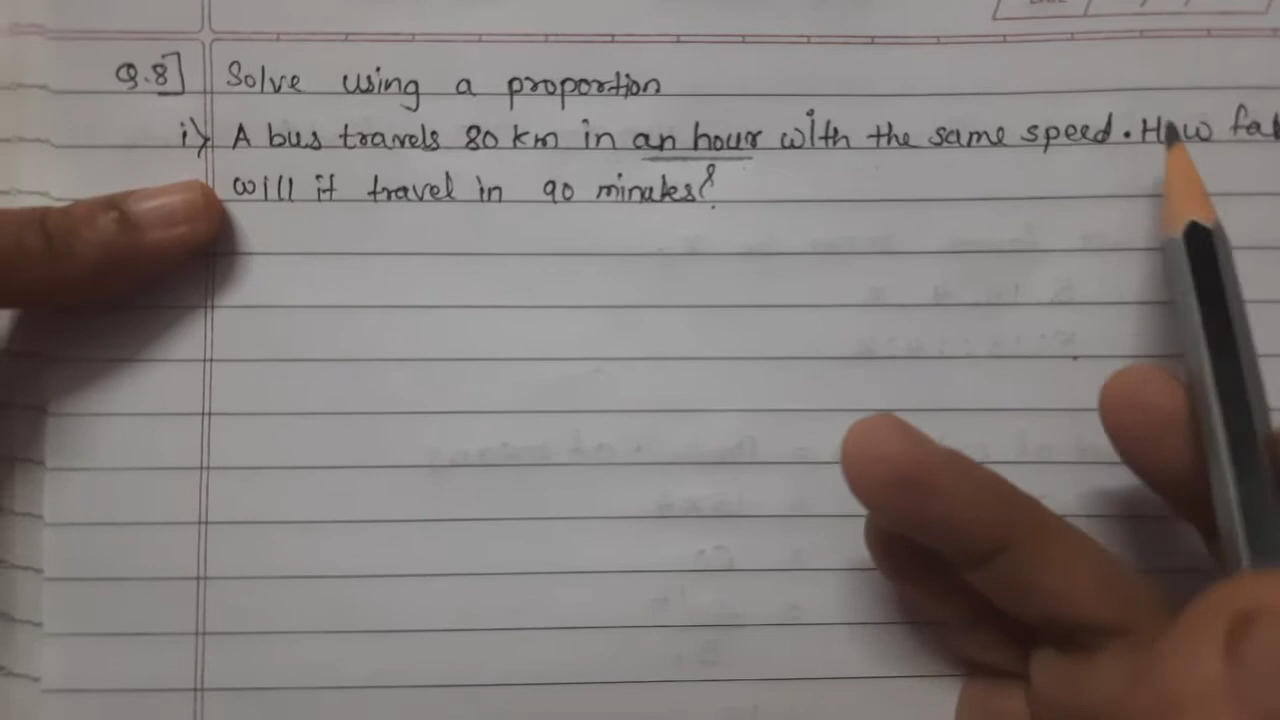 Q.8] Solve using a proportion
i) A bus travels 80 km in an hour with the same speed. How far
will it travel in 90 minutes?